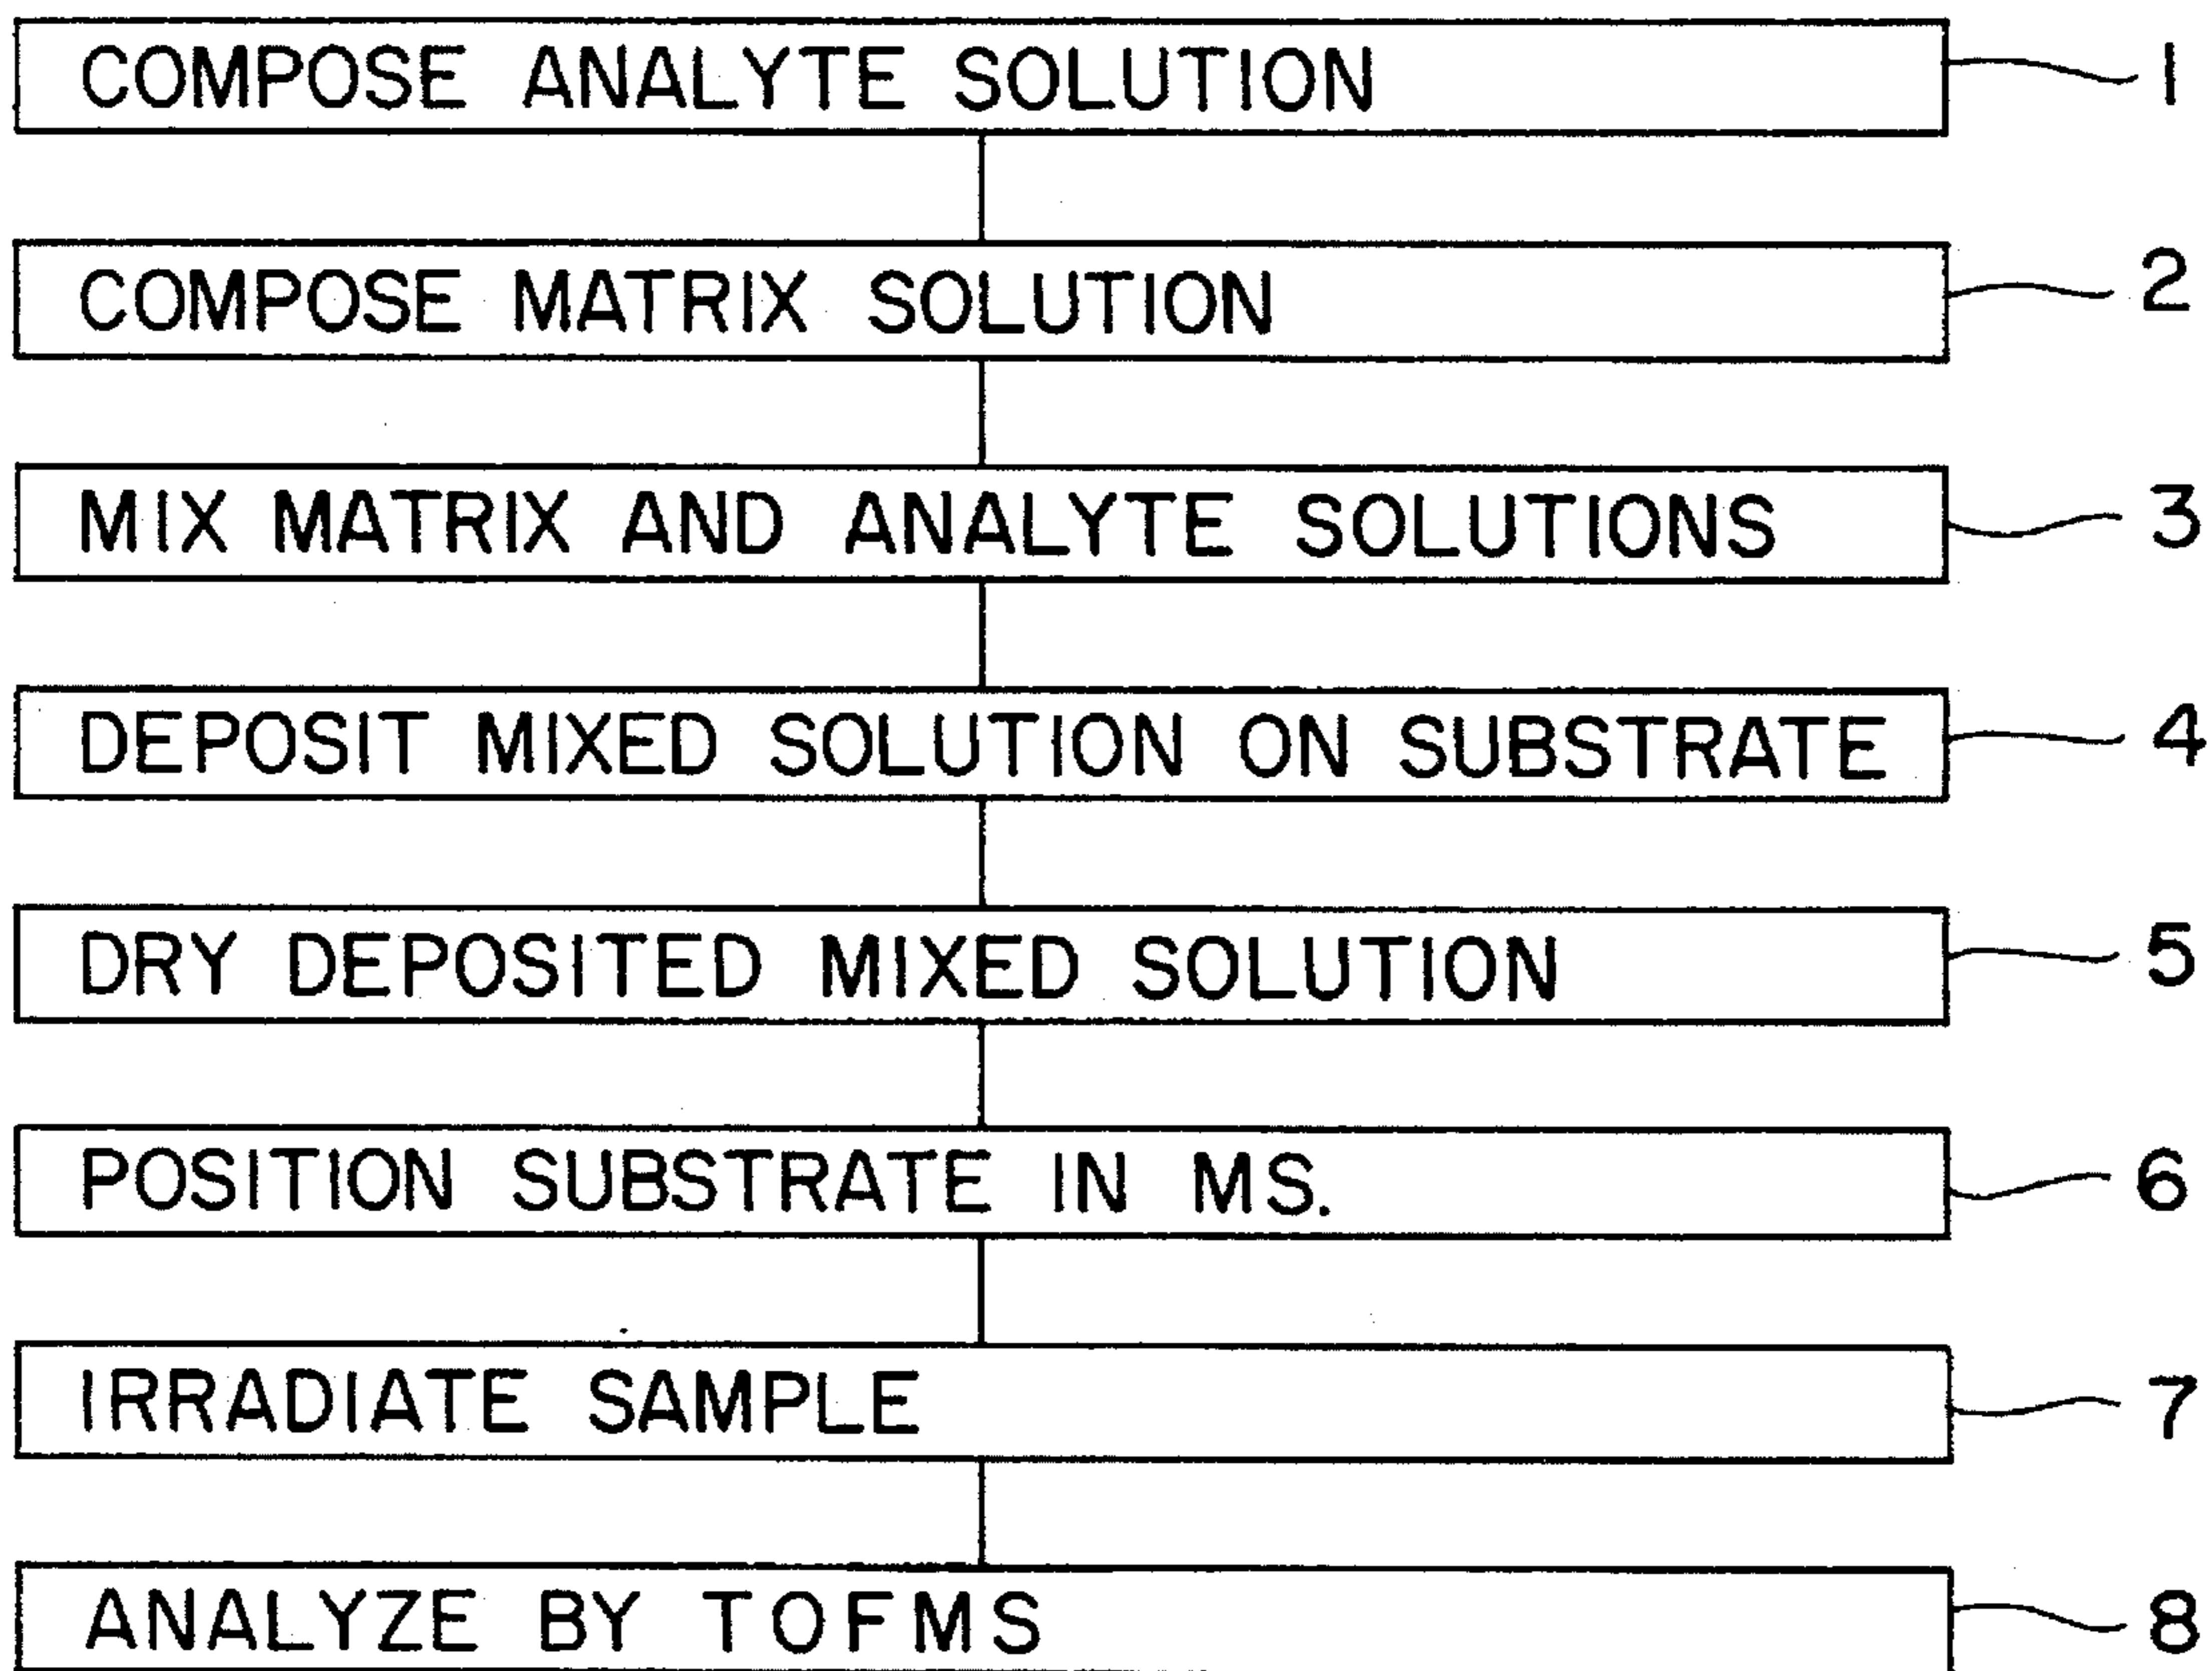 COMPOSE ANALYTE SOLUTION 1
COMPOSE MATRIX SOLUTION 2
MIX MATRIX AND ANALYTE SOLUTIONS 3
DEPOSIT MIXED SOLUTION ON SUBSTRATE 4
DRY DEPOSITED MIXED SOLUTION 5
POSITION SUBSTRATE IN MS. 6
IRRADIATE SAMPLE 7
ANALYZE BY TOFMS 8